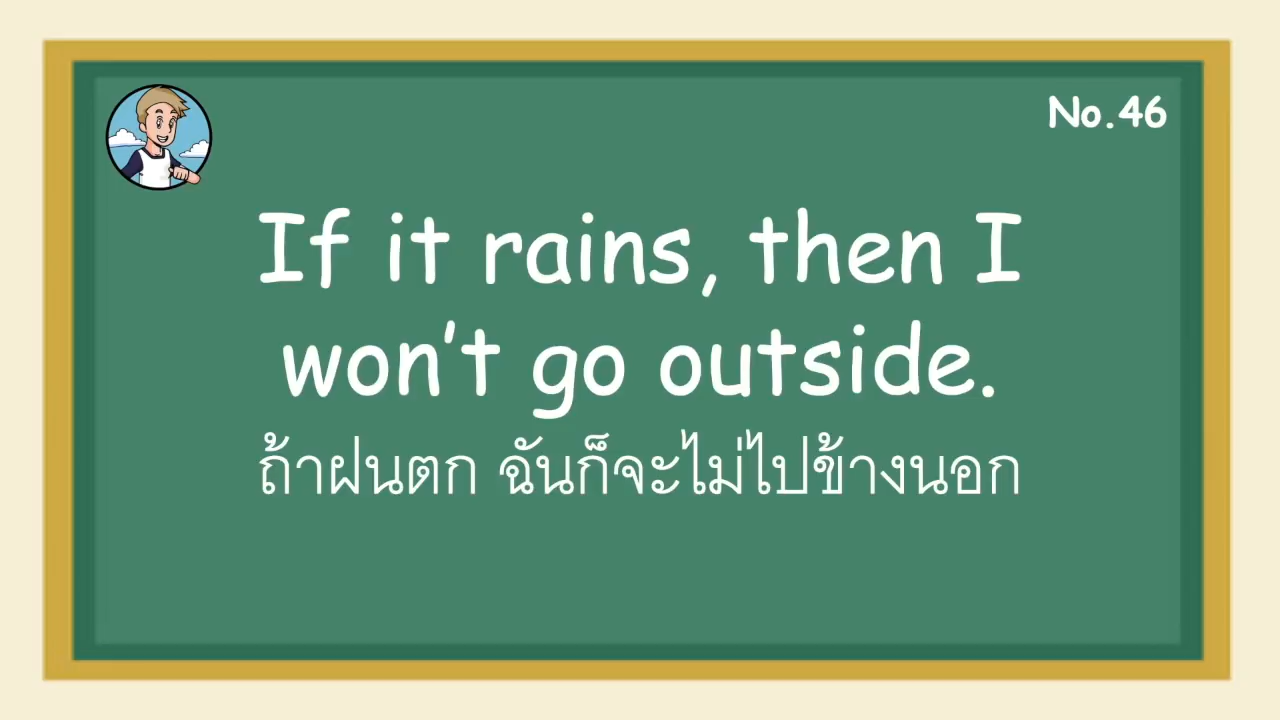 No.46
If it rains, then I
won’t go outside.
ถ้าฝนตก ฉันก็จะไม่ไปข้างนอก